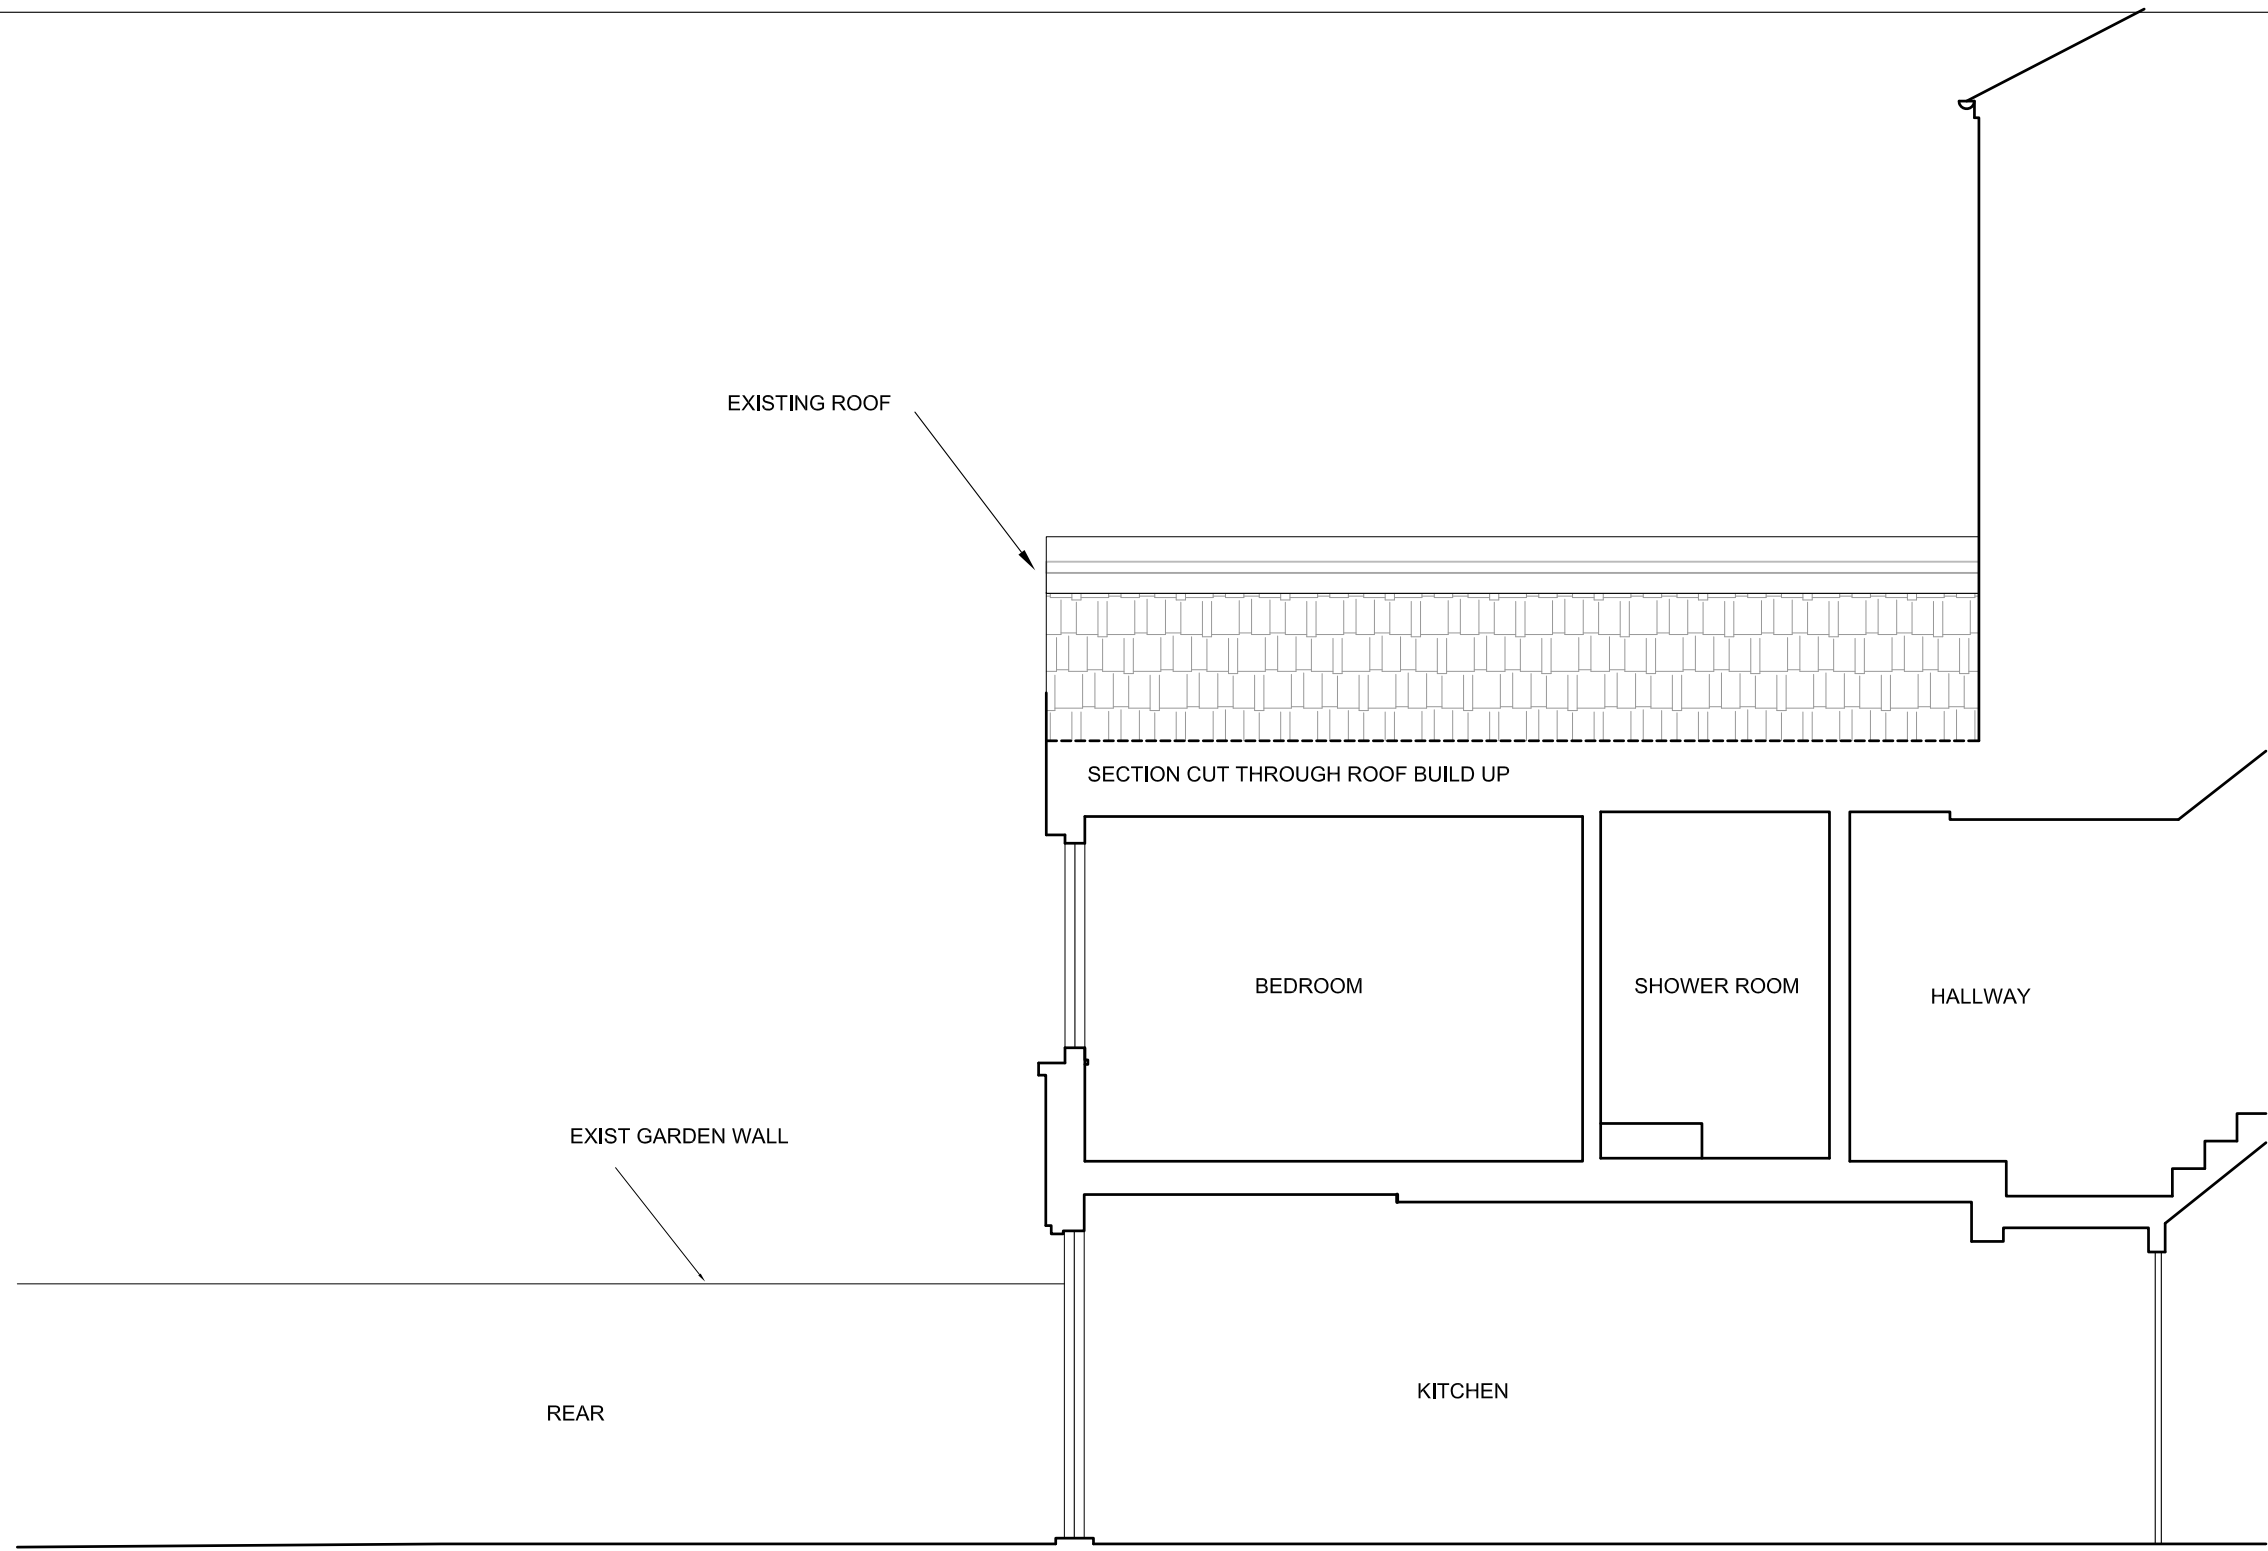 EXISTING ROOF
SECTION CUT THROUGH ROOF BUILD UP
BEDROOM
SHOWER ROOM
HALLWAY
EXIST GARDEN WALL
KITCHEN
REAR